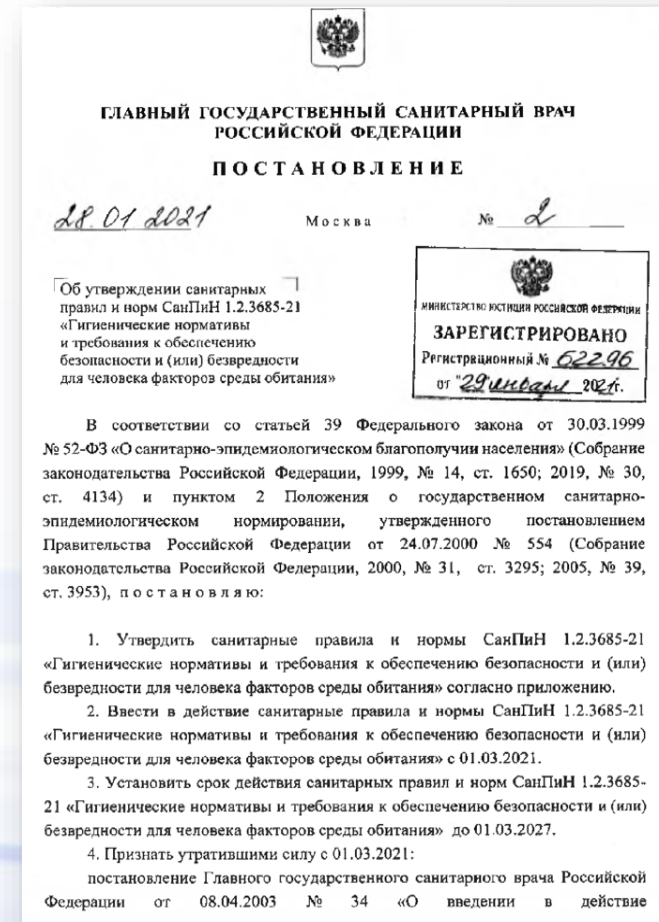 ГЛАВНЫЙ ГОСУДАРСТВЕННЫЙ САНИТАРНЫЙ ВРАЧ
РОССИЙСКОЙ ФЕДЕРАЦИИ
ПОСТАНОВЛЕНИЕ
28.01 2021 Москва № 2
Об утверждении санитарных
правил и норм СанПиН 1.2.3685-21
«Гигиенические нормативы
и требования к обеспечению
безопасности и (или) безвредности
для человека факторов среды обитания»
МИНИСТЕРСТВО ЮСТИЦИИ РОССИЙСКОЙ ФЕДЕРАЦИИ
ЗАРЕГИСТРИРОВАНО
Регистрационный № 62296
от "29 января 2021г.
В соответствии со статьей 39 Федерального закона от 30.03.1999
№ 52-ФЗ «О санитарно-эпидемиологическом благополучии населения» (Собрание
законодательства Российской Федерации, 1999, № 14, ст. 1650; 2019, № 30,
ст. 4134) и пунктом 2 Положения о государственном санитарно-
эпидемиологическом нормировании, утвержденного постановлением
Правительства Российской Федерации от 24.07.2000 № 554 (Собрание
законодательства Российской Федерации, 2000, № 31, ст. 3295; 2005, № 39,
ст. 3953), постановляю:
1. Утвердить санитарные правила и нормы СанПиН 1.2.3685-21
«Гигиенические нормативы и требования к обеспечению безопасности и (или)
безвредности для человека факторов среды обитания» согласно приложению.
2. Ввести в действие санитарные правила и нормы СанПиН 1.2.3685-21
«Гигиенические нормативы и требования к обеспечению безопасности и (или)
безвредности для человека факторов среды обитания» с 01.03.2021.
3. Установить срок действия санитарных правил и норм СанПиН 1.2.3685-
21 «Гигиенические нормативы и требования к обеспечению безопасности и (или)
безвредности для человека факторов среды обитания» до 01.03.2027.
4. Признать утратившими силу с 01.03.2021:
постановление Главного государственного санитарного врача Российской
Федерации от 08.04.2003 № 34 «О введении в действие